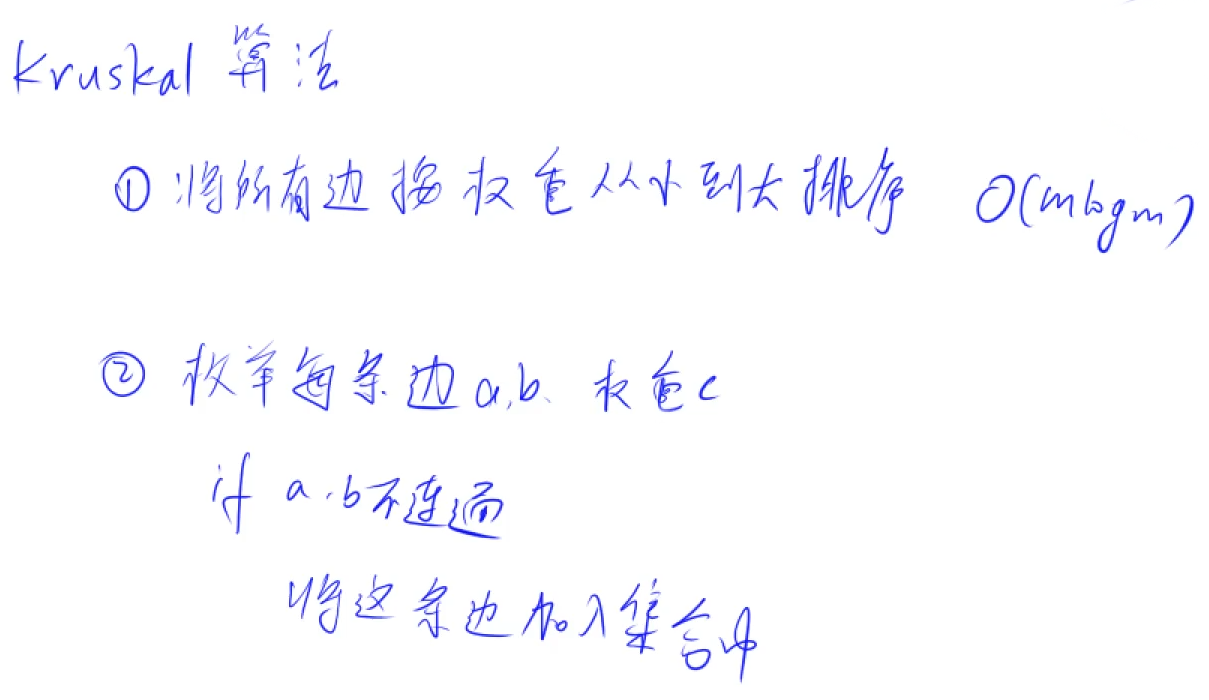 Kruskal 算法
① 将所有边按权重从小到大排序 O(mlogm)
② 枚举每条边a,b、权重c
if a,b不连通
将这条边加入集合中